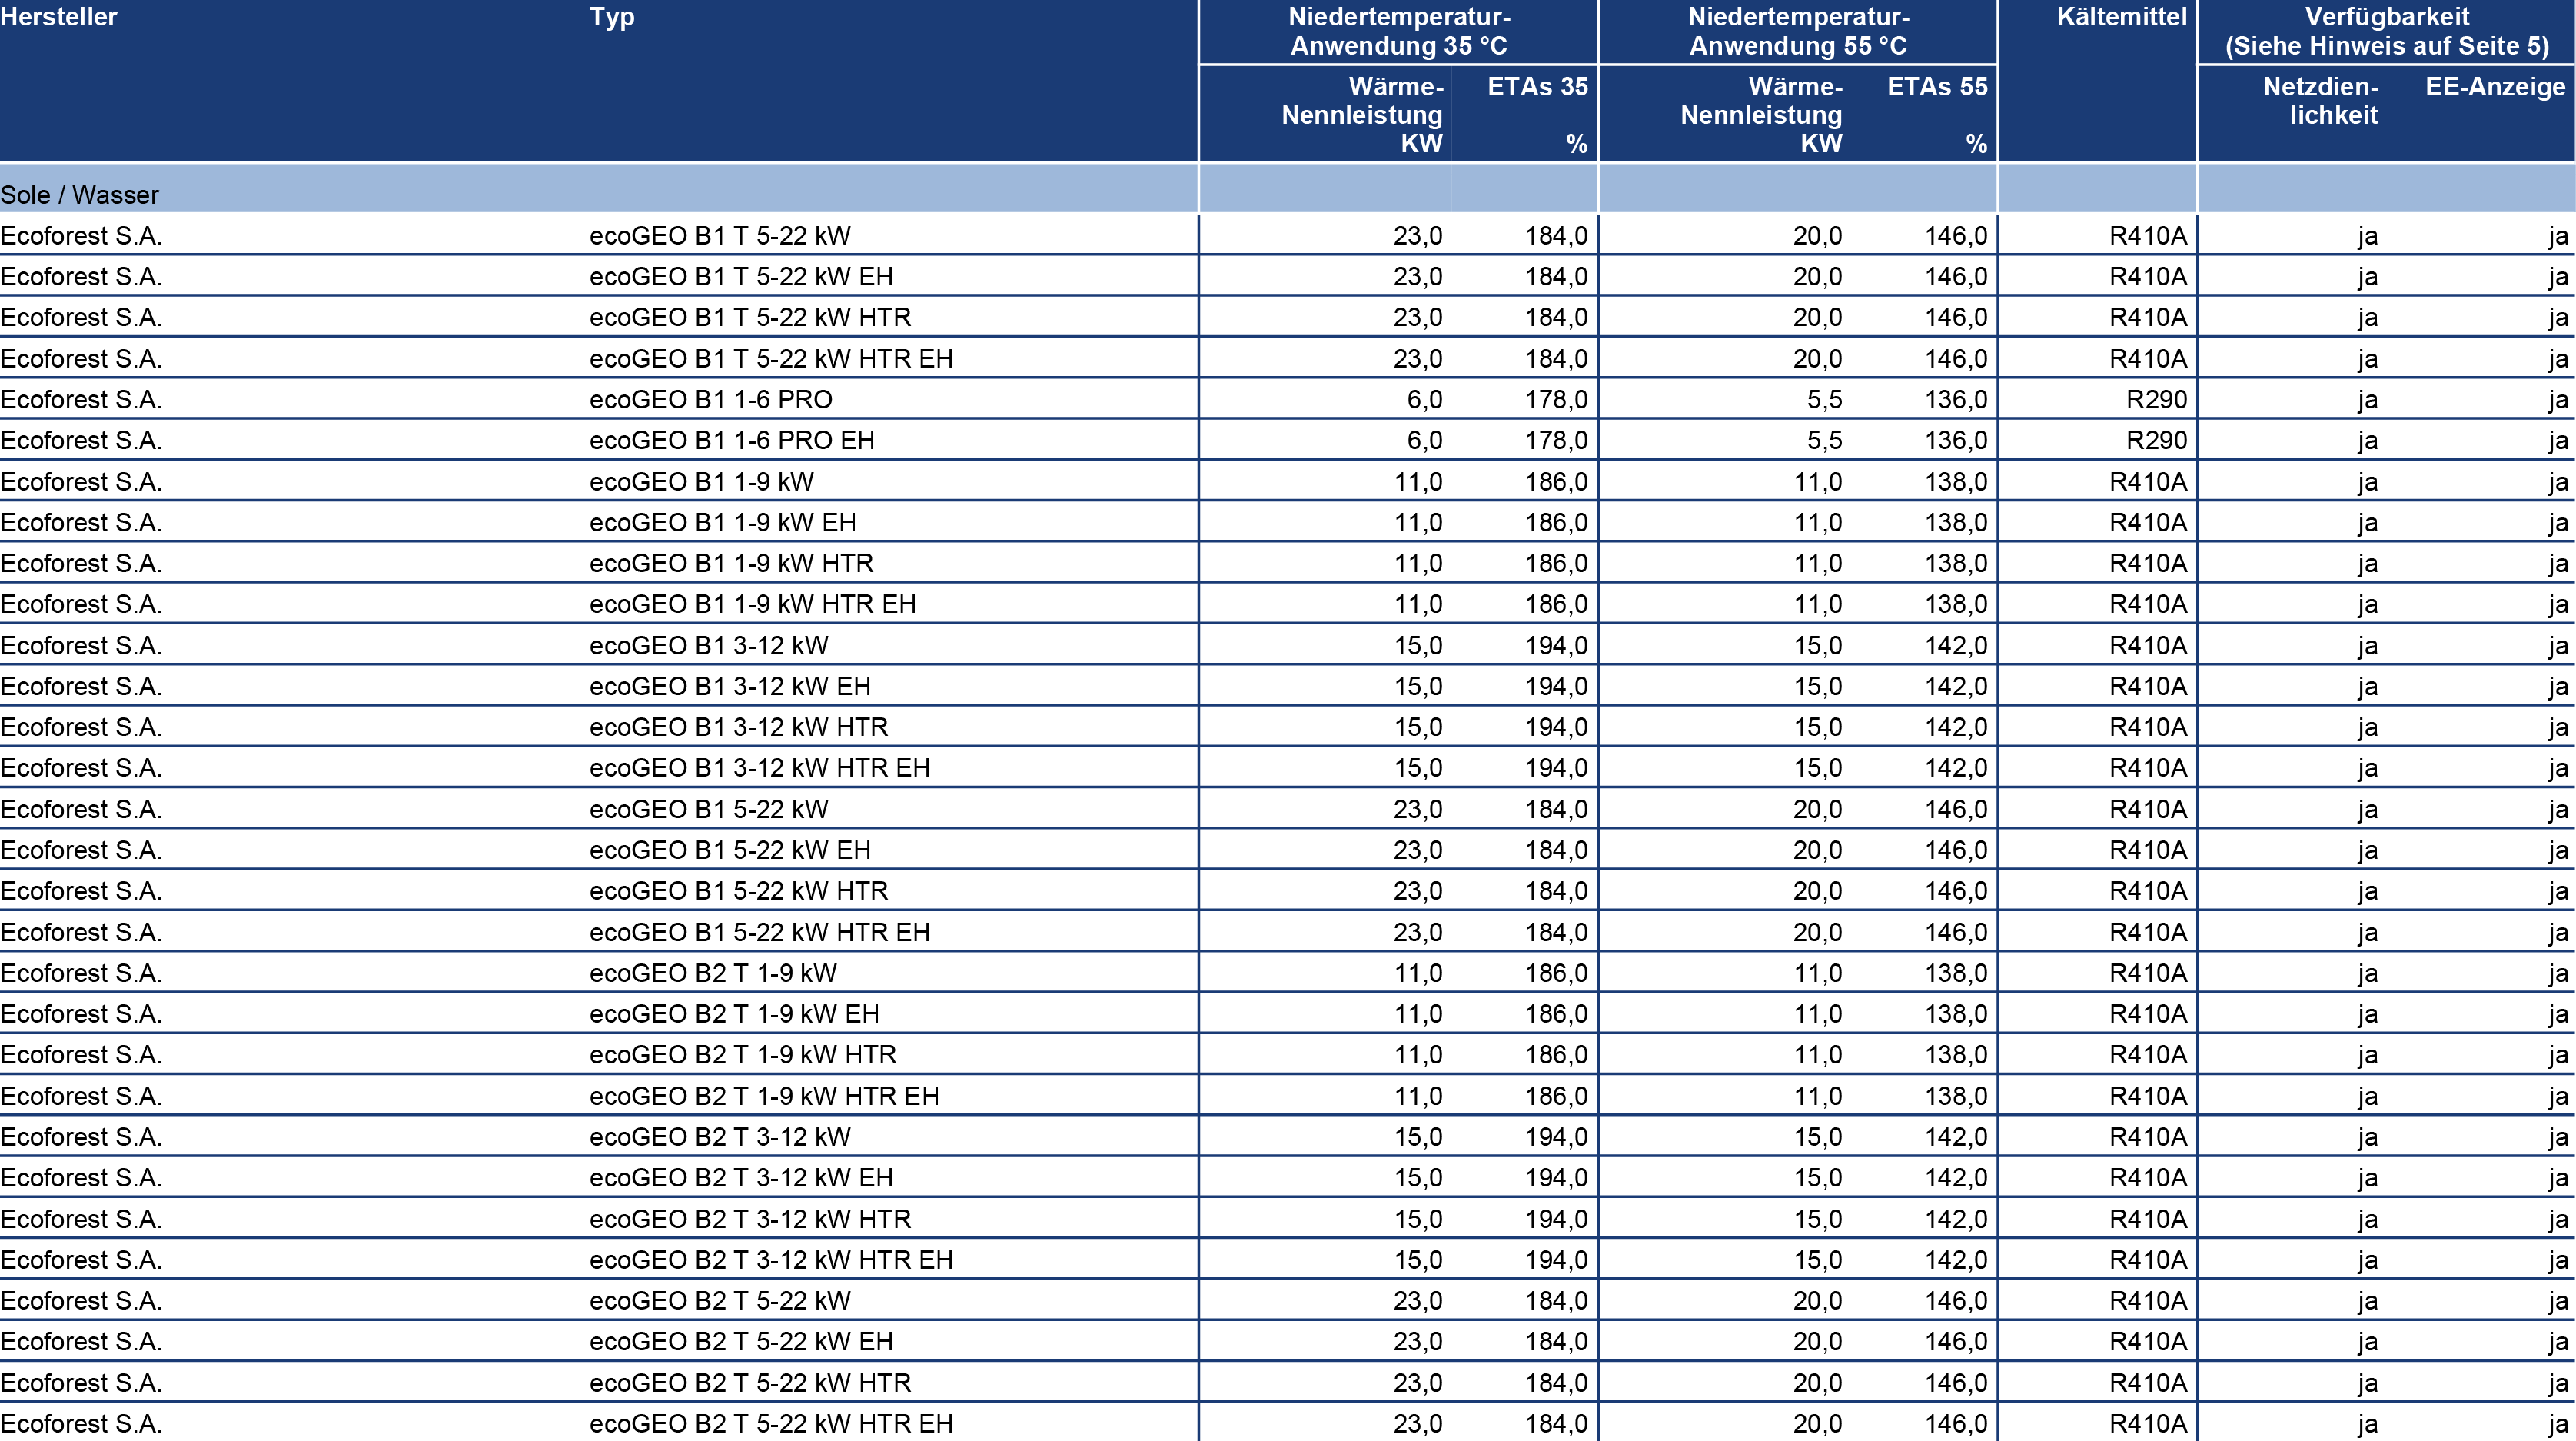 Hersteller Typ Niedertemperatur- Niedertemperatur- Kältemittel Verfügbarkeit
Anwendung 35 °C Anwendung 55 °C (Siehe Hinweis auf Seite 5)
Wärme- ETAs 35 Wärme- ETAs 55 Netzdien- EE-Anzeige
Nennleistung Nennleistung lichkeit
KW % KW %
Sole / Wasser
Ecoforest S.A. ecoGEO B1 T 5-22 kW 23,0 184,0 20,0 146,0 R410A ja ja
Ecoforest S.A. ecoGEO B1 T 5-22 kW EH 23,0 184,0 20,0 146,0 R410A ja ja
Ecoforest S.A. ecoGEO B1 T 5-22 kW HTR 23,0 184,0 20,0 146,0 R410A ja ja
Ecoforest S.A. ecoGEO B1 T 5-22 kW HTR EH 23,0 184,0 20,0 146,0 R410A ja ja
Ecoforest S.A. ecoGEO B1 1-6 PRO 6,0 178,0 5,5 136,0 R290 ja ja
Ecoforest S.A. ecoGEO B1 1-6 PRO EH 6,0 178,0 5,5 136,0 R290 ja ja
Ecoforest S.A. ecoGEO B1 1-9 kW 11,0 186,0 11,0 138,0 R410A ja ja
Ecoforest S.A. ecoGEO B1 1-9 kW EH 11,0 186,0 11,0 138,0 R410A ja ja
Ecoforest S.A. ecoGEO B1 1-9 kW HTR 11,0 186,0 11,0 138,0 R410A ja ja
Ecoforest S.A. ecoGEO B1 1-9 kW HTR EH 11,0 186,0 11,0 138,0 R410A ja ja
Ecoforest S.A. ecoGEO B1 3-12 kW 15,0 194,0 15,0 142,0 R410A ja ja
Ecoforest S.A. ecoGEO B1 3-12 kW EH 15,0 194,0 15,0 142,0 R410A ja ja
Ecoforest S.A. ecoGEO B1 3-12 kW HTR 15,0 194,0 15,0 142,0 R410A ja ja
Ecoforest S.A. ecoGEO B1 3-12 kW HTR EH 15,0 194,0 15,0 142,0 R410A ja ja
Ecoforest S.A. ecoGEO B1 5-22 kW 23,0 184,0 20,0 146,0 R410A ja ja
Ecoforest S.A. ecoGEO B1 5-22 kW EH 23,0 184,0 20,0 146,0 R410A ja ja
Ecoforest S.A. ecoGEO B1 5-22 kW HTR 23,0 184,0 20,0 146,0 R410A ja ja
Ecoforest S.A. ecoGEO B1 5-22 kW HTR EH 23,0 184,0 20,0 146,0 R410A ja ja
Ecoforest S.A. ecoGEO B2 T 1-9 kW 11,0 186,0 11,0 138,0 R410A ja ja
Ecoforest S.A. ecoGEO B2 T 1-9 kW EH 11,0 186,0 11,0 138,0 R410A ja ja
Ecoforest S.A. ecoGEO B2 T 1-9 kW HTR 11,0 186,0 11,0 138,0 R410A ja ja
Ecoforest S.A. ecoGEO B2 T 1-9 kW HTR EH 11,0 186,0 11,0 138,0 R410A ja ja
Ecoforest S.A. ecoGEO B2 T 3-12 kW 15,0 194,0 15,0 142,0 R410A ja ja
Ecoforest S.A. ecoGEO B2 T 3-12 kW EH 15,0 194,0 15,0 142,0 R410A ja ja
Ecoforest S.A. ecoGEO B2 T 3-12 kW HTR 15,0 194,0 15,0 142,0 R410A ja ja
Ecoforest S.A. ecoGEO B2 T 3-12 kW HTR EH 15,0 194,0 15,0 142,0 R410A ja ja
Ecoforest S.A. ecoGEO B2 T 5-22 kW 23,0 184,0 20,0 146,0 R410A ja ja
Ecoforest S.A. ecoGEO B2 T 5-22 kW EH 23,0 184,0 20,0 146,0 R410A ja ja
Ecoforest S.A. ecoGEO B2 T 5-22 kW HTR 23,0 184,0 20,0 146,0 R410A ja ja
Ecoforest S.A. ecoGEO B2 T 5-22 kW HTR EH 23,0 184,0 20,0 146,0 R410A ja ja